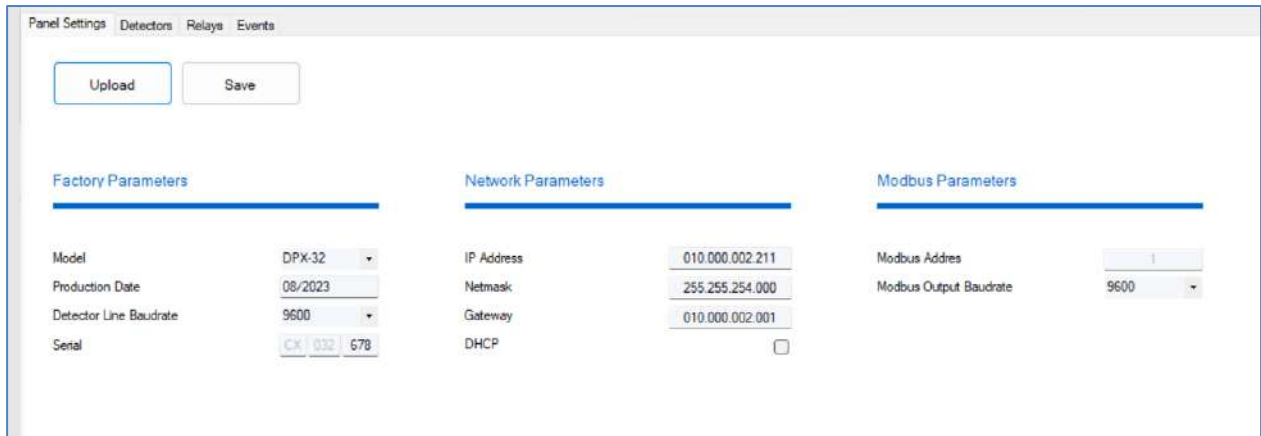 Panel Settings Detectors Relays Events
Upload Save
Factory Parameters Network Parameters Modbus Parameters
Model DPX-32 IP Address 010.000.002.211 Modbus Addres 1
Production Date 08/2023 Netmask 255.255.254.000 Modbus Output Baudrate 9600
Detector Line Baudrate 9600 Gateway 010.000.002.001
Serial CX 032 678 DHCP